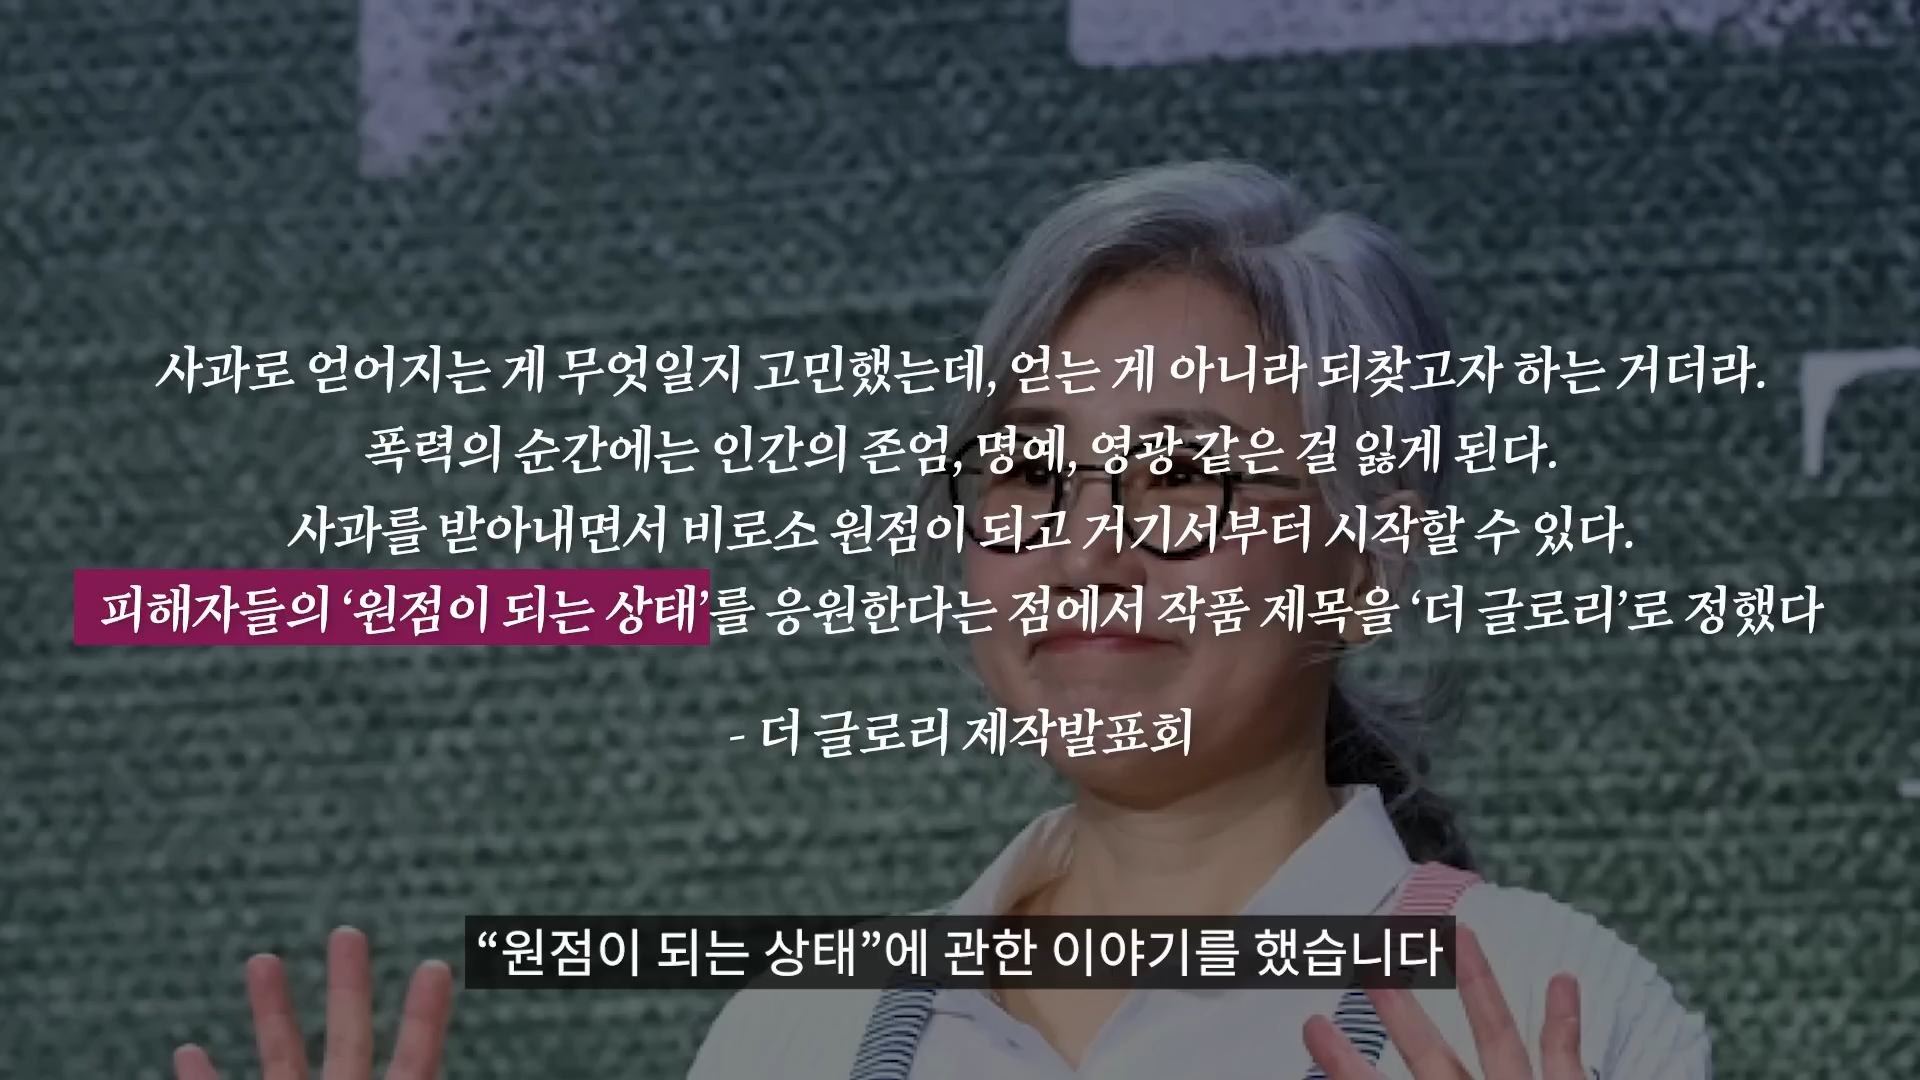 사과로 얻어지는 게 무엇일지 고민했는데, 얻는 게 아니라 되찾고자 하는 거더라.
폭력의 순간에는 인간의 존엄, 명예, 영광 같은 걸 잃게 된다.
사과를 받아내면서 비로소 원점이 되고 거기서부터 시작할 수 있다.
피해자들의 ‘원점이 되는 상태’를 응원한다는 점에서 작품 제목을 ‘더 글로리’로 정했다
- 더 글로리 제작발표회
“원점이 되는 상태”에 관한 이야기를 했습니다